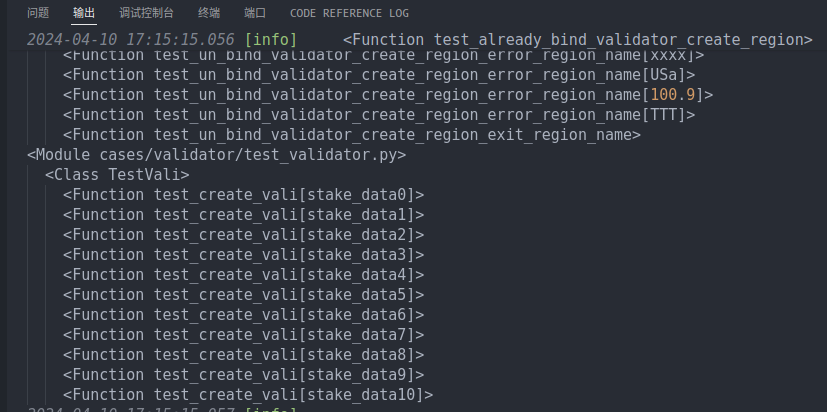 问题 输出 调试控制台 终端 端口 CODE REFERENCE LOG
2024-04-10 17:15:15.056 [info] <Function test_already_bind_validator_create_region>
<Function test_un_bind_validator_create_region_error_region_name[xxxx]>
<Function test_un_bind_validator_create_region_error_region_name[USa]>
<Function test_un_bind_validator_create_region_error_region_name[100.9]>
<Function test_un_bind_validator_create_region_error_region_name[TTT]>
<Function test_un_bind_validator_create_region_exit_region_name>
<Module cases/validator/test_validator.py>
<Class TestVali>
<Function test_create_vali[stake_data0]>
<Function test_create_vali[stake_data1]>
<Function test_create_vali[stake_data2]>
<Function test_create_vali[stake_data3]>
<Function test_create_vali[stake_data4]>
<Function test_create_vali[stake_data5]>
<Function test_create_vali[stake_data6]>
<Function test_create_vali[stake_data7]>
<Function test_create_vali[stake_data8]>
<Function test_create_vali[stake_data9]>
<Function test_create_vali[stake_data10]>
2024-04-10 17:15:15.057 [info]